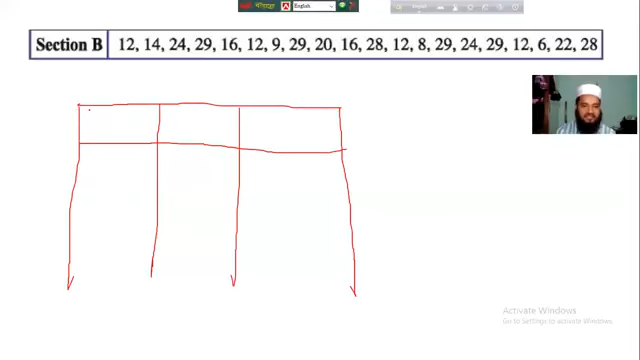 English
English
Section B 12, 14, 24, 29, 16, 12, 9, 29, 20, 16, 28, 12, 8, 29, 24, 29, 12, 6, 22, 28
Activate Windows
Go to Settings to activate Windows.